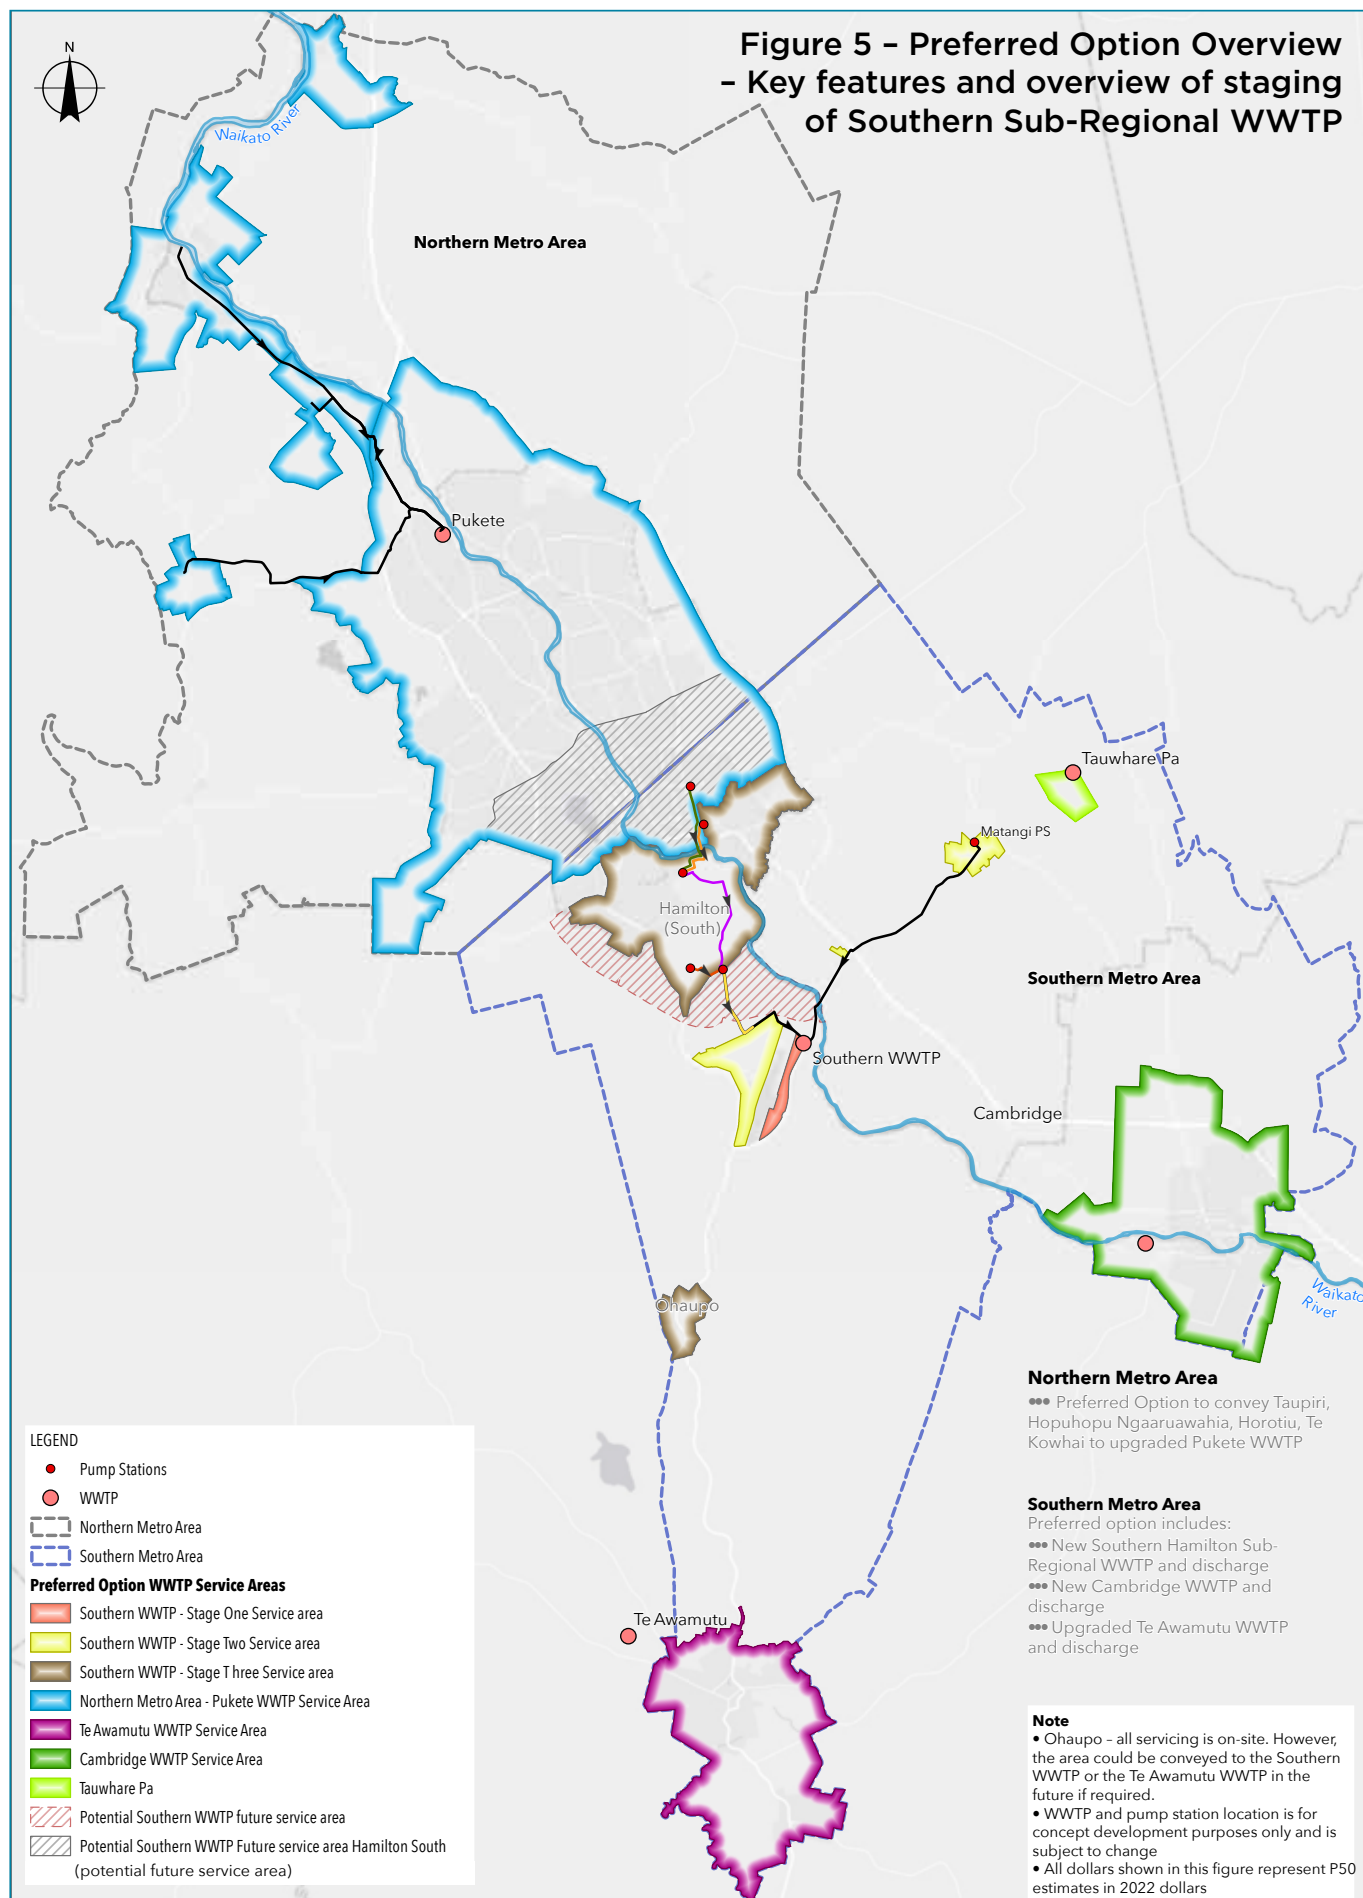 Figure 5 – Preferred Option Overview
– Key features and overview of staging
of Southern Sub-Regional WWTP
N
Waikato River
Northern Metro Area
Pukete
Tauwhare Pa
Matangi PS
Hamilton
(South)
Southern Metro Area
Southern WWTP
Cambridge
Waikato
River
Ohaupo
Te Awamutu
Northern Metro Area
••• Preferred Option to convey Taupiri,
Hopuhopu Ngaaruawahia, Horotiu, Te
Kowhai to upgraded Pukete WWTP
Southern Metro Area
Preferred option includes:
••• New Southern Hamilton Sub-
Regional WWTP and discharge
••• New Cambridge WWTP and
discharge
••• Upgraded Te Awamutu WWTP
and discharge
LEGEND
Pump Stations
WWTP
Northern Metro Area
Southern Metro Area
Preferred Option WWTP Service Areas
Southern WWTP - Stage One Service area
Southern WWTP - Stage Two Service area
Southern WWTP - Stage T hree Service area
Northern Metro Area - Pukete WWTP Service Area
Te Awamutu WWTP Service Area
Cambridge WWTP Service Area
Tauwhare Pa
Potential Southern WWTP future service area
Potential Southern WWTP Future service area Hamilton South
(potential future service area)
Note
• Ohaupo – all servicing is on-site. However,
the area could be conveyed to the Southern
WWTP or the Te Awamutu WWTP in the
future if required.
• WWTP and pump station location is for
concept development purposes only and is
subject to change
• All dollars shown in this figure represent P50
estimates in 2022 dollars